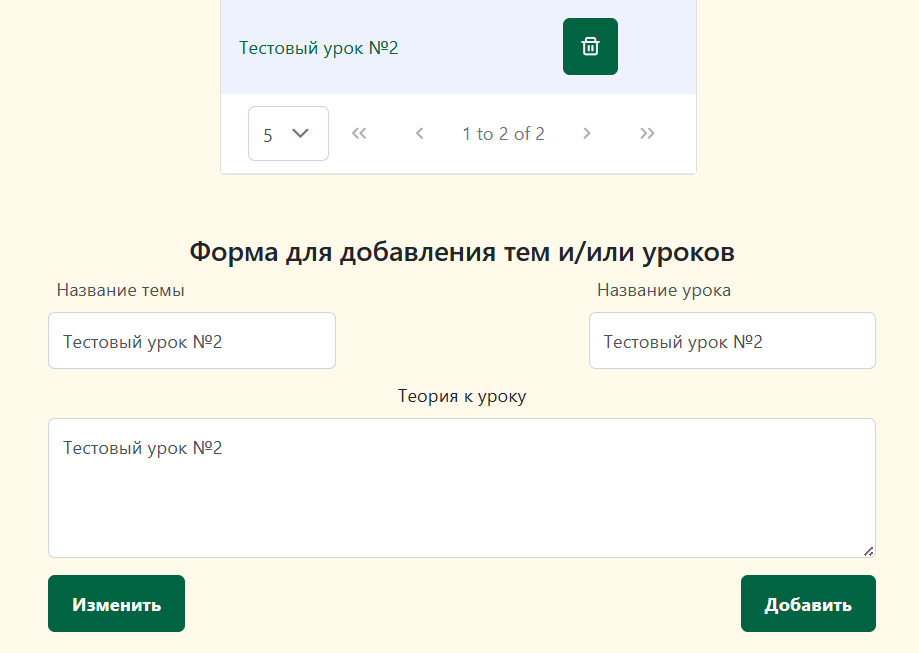 Тестовый урок №2
5 1 to 2 of 2
Форма для добавления тем и/или уроков
Название темы Название урока
Тестовый урок №2 Тестовый урок №2
Теория к уроку
Тестовый урок №2
Изменить Добавить